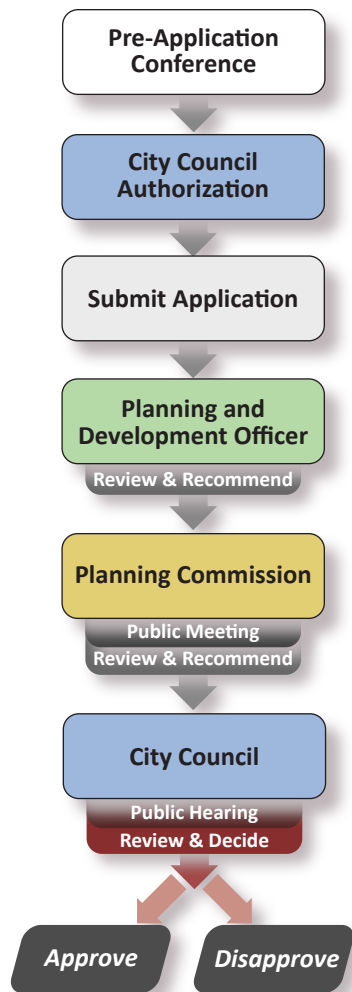 Pre-Application
Conference
City Council
Authorization
Submit Application
Planning and
Development Officer
Review & Recommend
Planning Commission
Public Meeting
Review & Recommend
City Council
Public Hearing
Review & Decide
Approve
Disapprove